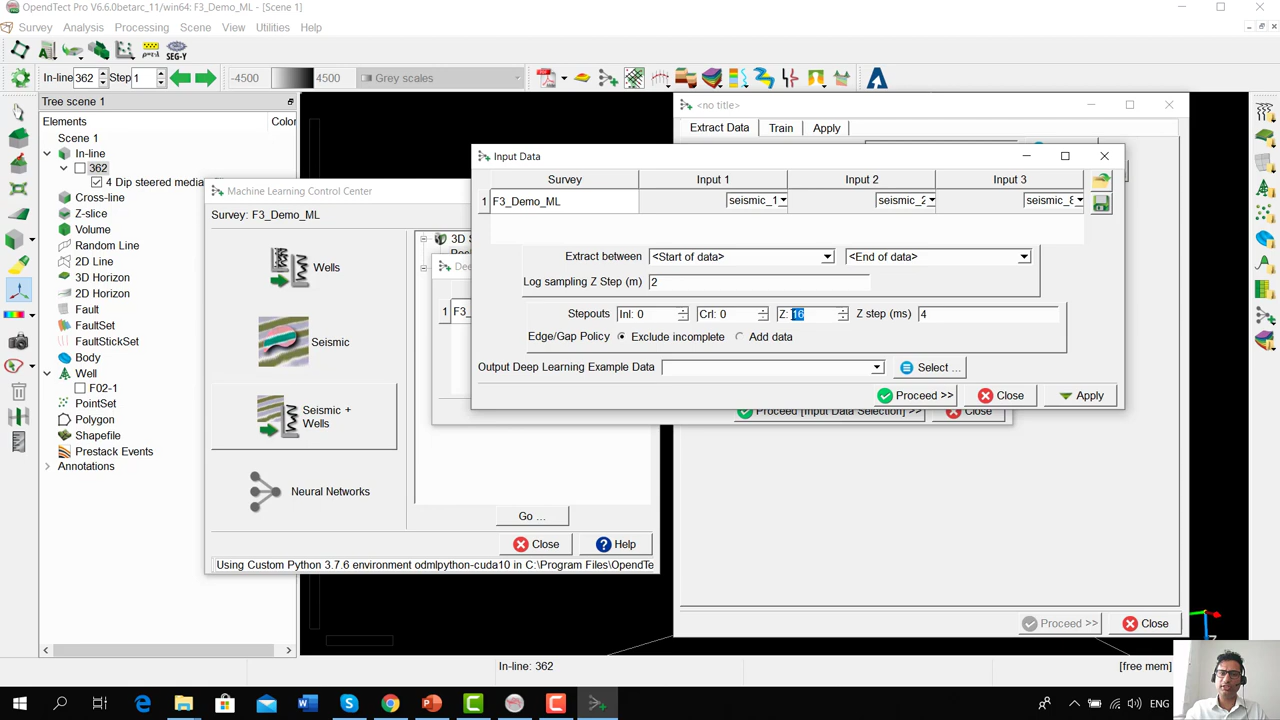 OpendTect Pro V6.6.0betarc_11/win64: F3_Demo_ML - [Scene 1]
Survey Analysis Processing Scene View Utilities Help
SEG-Y
In-line 362 Step 1 -4500 4500 Grey scales
Tree scene 1
Elements Color
Scene 1
In-line
362
4 Dip steered media
Cross-line
Z-slice
Volume
Random Line
2D Line
3D Horizon
2D Horizon
Fault
FaultSet
FaultStickSet
Body
Well
F02-1
PointSet
Polygon
Shapefile
Prestack Events
Annotations
Machine Learning Control Center
Survey: F3_Demo_ML
Wells
Seismic
Seismic +
Wells
Neural Networks
3D S
Go ...
Close Help
Using Custom Python 3.7.6 environment odmlpython-cuda10 in C:\Program Files\OpendTe
1 F3_
Proceed [Input Data Selection] >> Close
<no title>
Extract Data Train Apply
Proceed >> Close
Input Data
Survey Input 1 Input 2 Input 3
1 F3_Demo_ML seismic_1 seismic_2 seismic_8
Extract between <Start of data> <End of data>
Log sampling Z Step (m) 2
Stepouts Inl: 0 Crl: 0 Z: 16 Z step (ms) 4
Edge/Gap Policy Exclude incomplete Add data
Output Deep Learning Example Data Select ...
Proceed >> Close Apply
In-line: 362 [free mem]
ENG